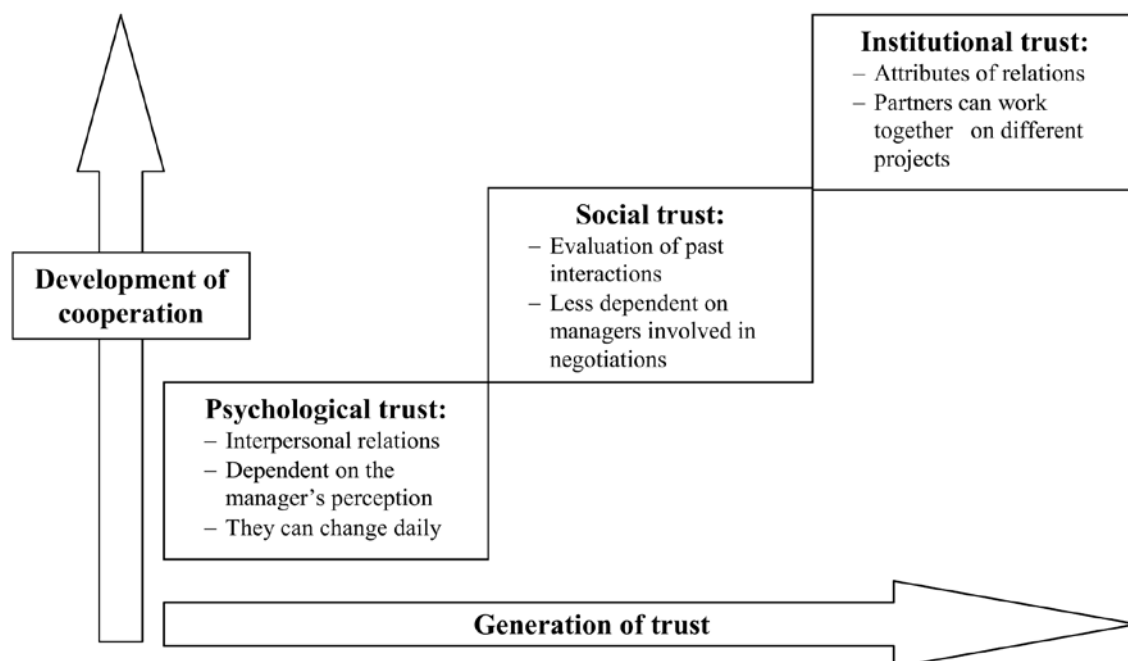 Institutional trust:
– Attributes of relations
– Partners can work
together on different
projects
Social trust:
– Evaluation of past
interactions
– Less dependent on
managers involved in
negotiations
Development of
cooperation
Psychological trust:
– Interpersonal relations
– Dependent on the
manager’s perception
– They can change daily
Generation of trust